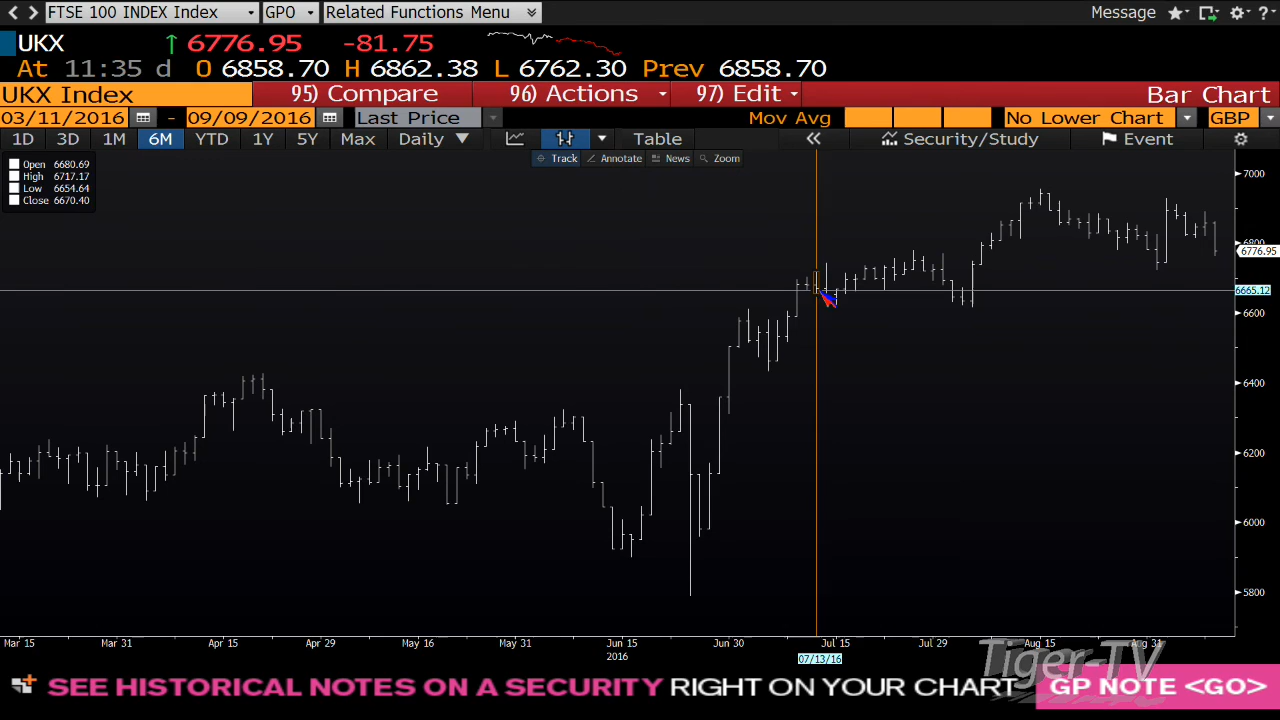 FTSE 100 INDEX Index GPO Related Functions Menu Message
UKX 6776.95 -81.75
At 11:35 d O 6858.70 H 6862.38 L 6762.30 Prev 6858.70
UKX Index 95) Compare 96) Actions 97) Edit Bar Chart
03/11/2016 - 09/09/2016 Last Price Mov Avg No Lower Chart GBP
1D 3D 1M 6M YTD 1Y 5Y Max Daily Table Security/Study Event
Track Annotate News Zoom
Open 6680.69
High 6717.17
Low 6654.64
Close 6670.40
7000
6800
6776.95
6665.12
6600
6400
6200
6000
5800
Mar 15 Mar 31 Apr 15 Apr 29 May 16 May 31 Jun 15 Jun 30 Jul 15 Jul 29 Aug 15 Aug 31
2016 07/13/16
Tiger-TV
SEE HISTORICAL NOTES ON A SECURITY RIGHT ON YOUR CHART GP NOTE <GO>